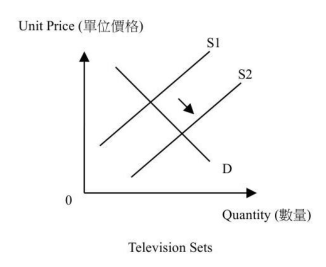 Unit Price (單位價格)
S1
S2
D
0
Quantity (數量)
Television Sets